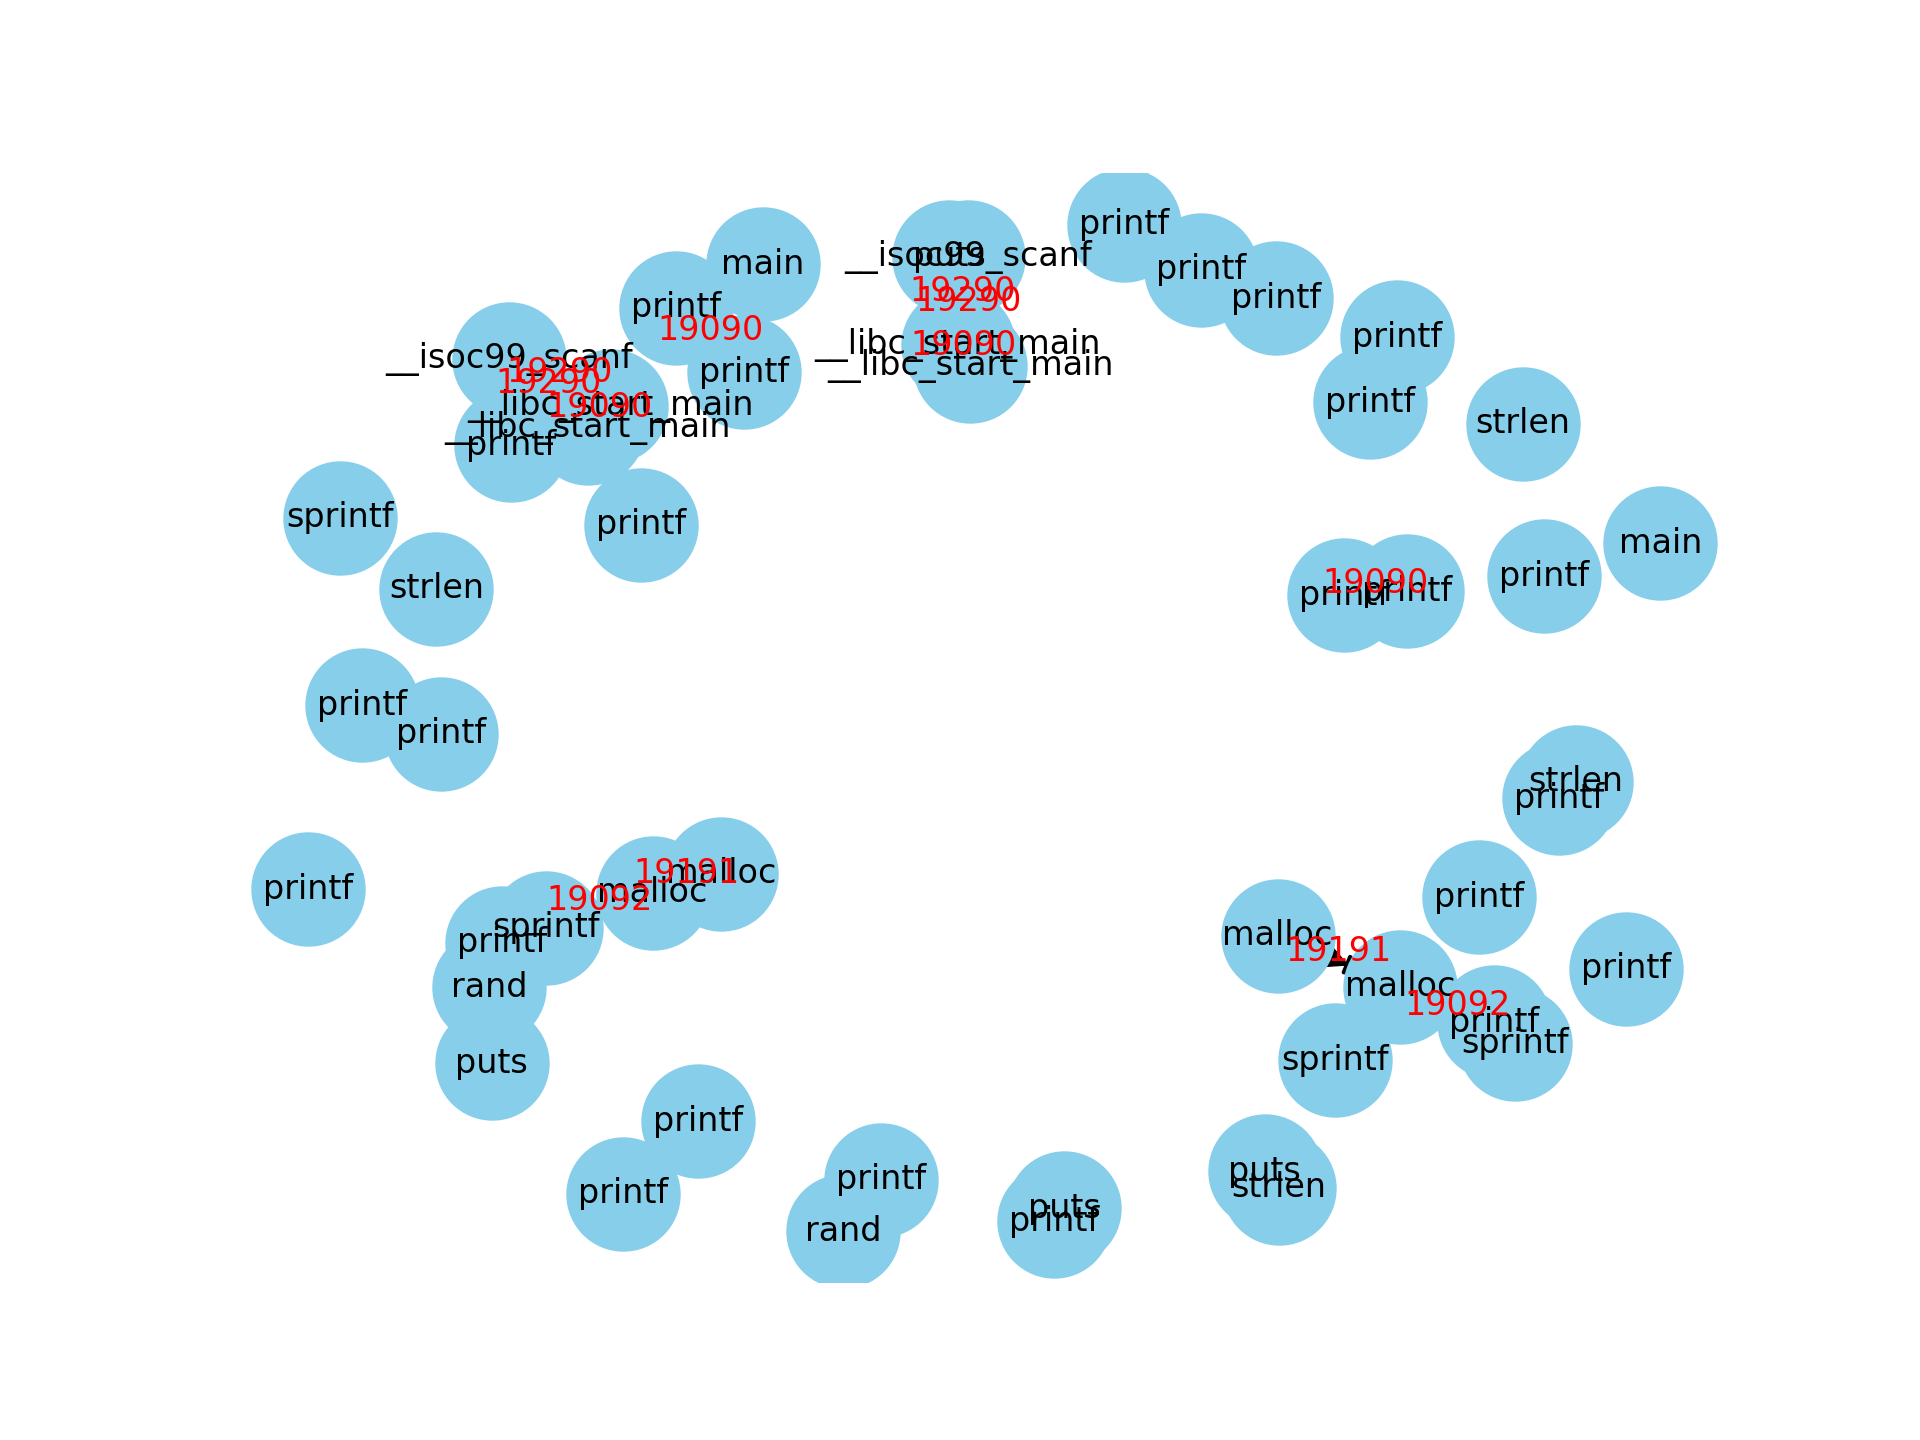 printf
main
__isoc99_scanf
puts
printf
printf
19290
19290
printf
printf
19090
printf
__libc_start_main
19090
__libc_start_main
__isoc99_scanf
19290
19290
printf
__libc_start_main
19090
__libc_start_main
printf
printf
strlen
sprintf
printf
main
strlen
19090
printf
printf
printf
printf
printf
strlen
printf
printf
19191
malloc
malloc
printf
19092
sprintf
printf
malloc
19191
printf
rand
malloc
19092
printf
sprintf
puts
sprintf
printf
printf
puts
strlen
printf
puts
printf
rand